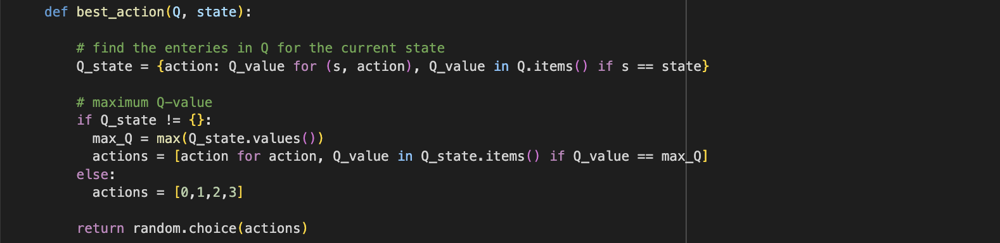 def best_action(Q, state):
# find the enteries in Q for the current state
Q_state = {action: Q_value for (s, action), Q_value in Q.items() if s == state}
# maximum Q-value
if Q_state != {}:
max_Q = max(Q_state.values())
actions = [action for action, Q_value in Q_state.items() if Q_value == max_Q]
else:
actions = [0,1,2,3]
return random.choice(actions)